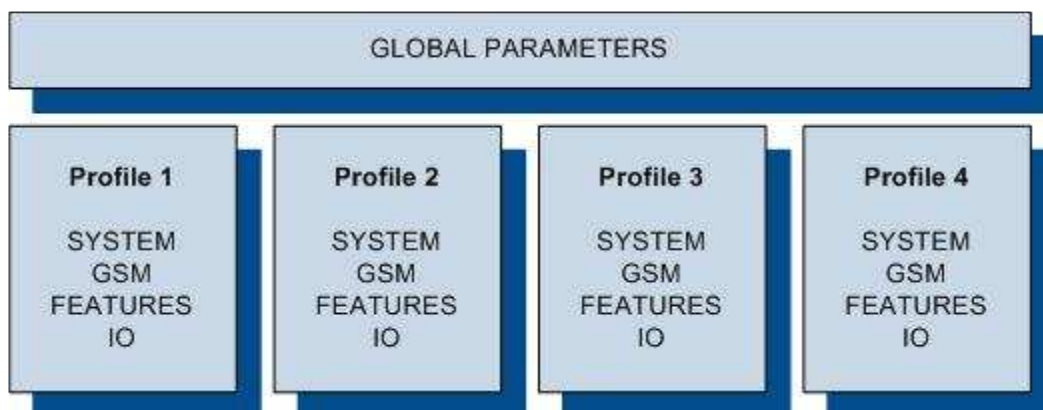 GLOBAL PARAMETERS
Profile 1
SYSTEM
GSM
FEATURES
IO
Profile 2
SYSTEM
GSM
FEATURES
IO
Profile 3
SYSTEM
GSM
FEATURES
IO
Profile 4
SYSTEM
GSM
FEATURES
IO